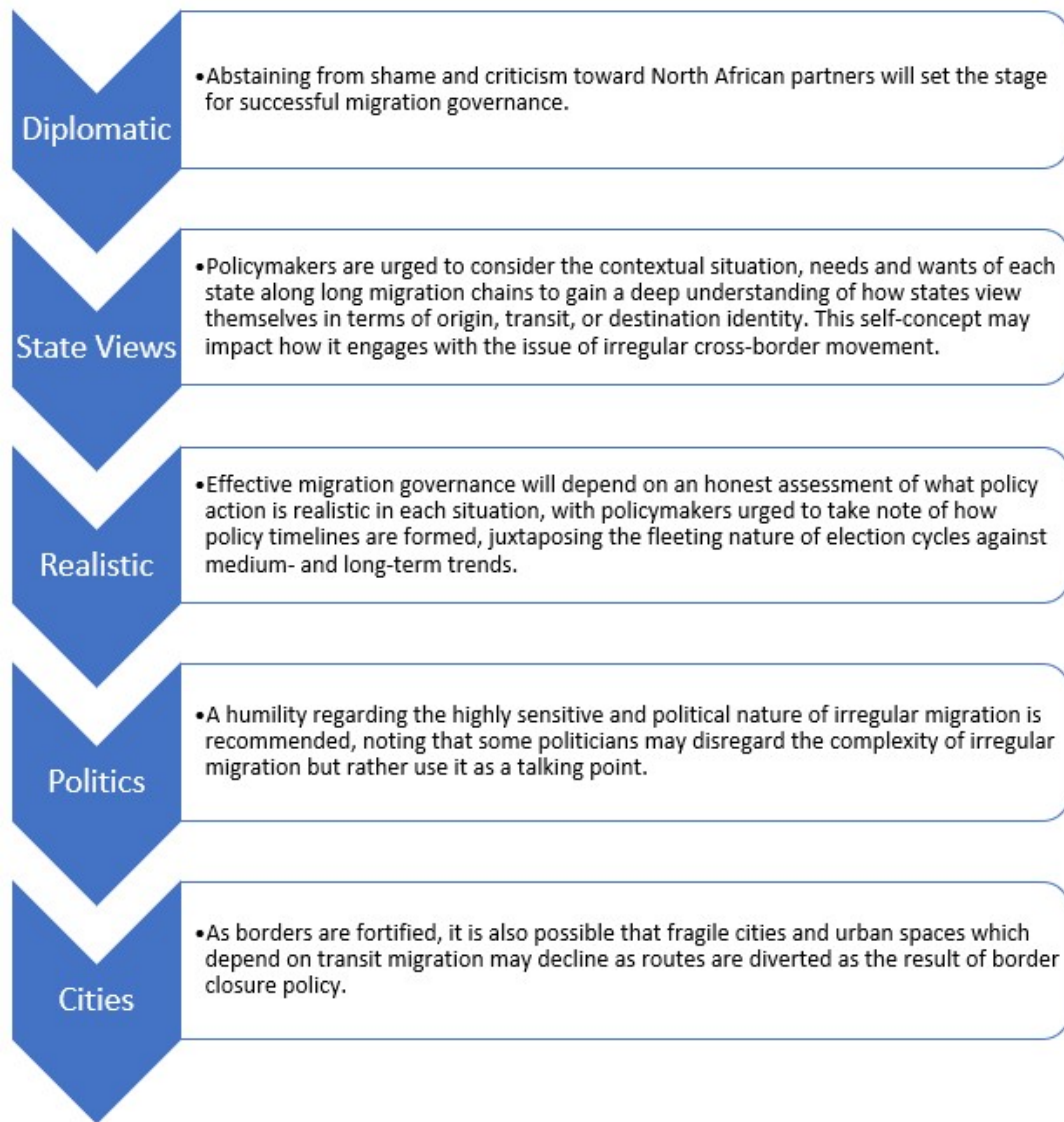 Diplomatic
•Abstaining from shame and criticism toward North African partners will set the stage
for successful migration governance.
State Views
•Policymakers are urged to consider the contextual situation, needs and wants of each
state along long migration chains to gain a deep understanding of how states view
themselves in terms of origin, transit, or destination identity. This self-concept may
impact how it engages with the issue of irregular cross-border movement.
Realistic
•Effective migration governance will depend on an honest assessment of what policy
action is realistic in each situation, with policymakers urged to take note of how
policy timelines are formed, juxtaposing the fleeting nature of election cycles against
medium- and long-term trends.
Politics
•A humility regarding the highly sensitive and political nature of irregular migration is
recommended, noting that some politicians may disregard the complexity of irregular
migration but rather use it as a talking point.
Cities
•As borders are fortified, it is also possible that fragile cities and urban spaces which
depend on transit migration may decline as routes are diverted as the result of border
closure policy.